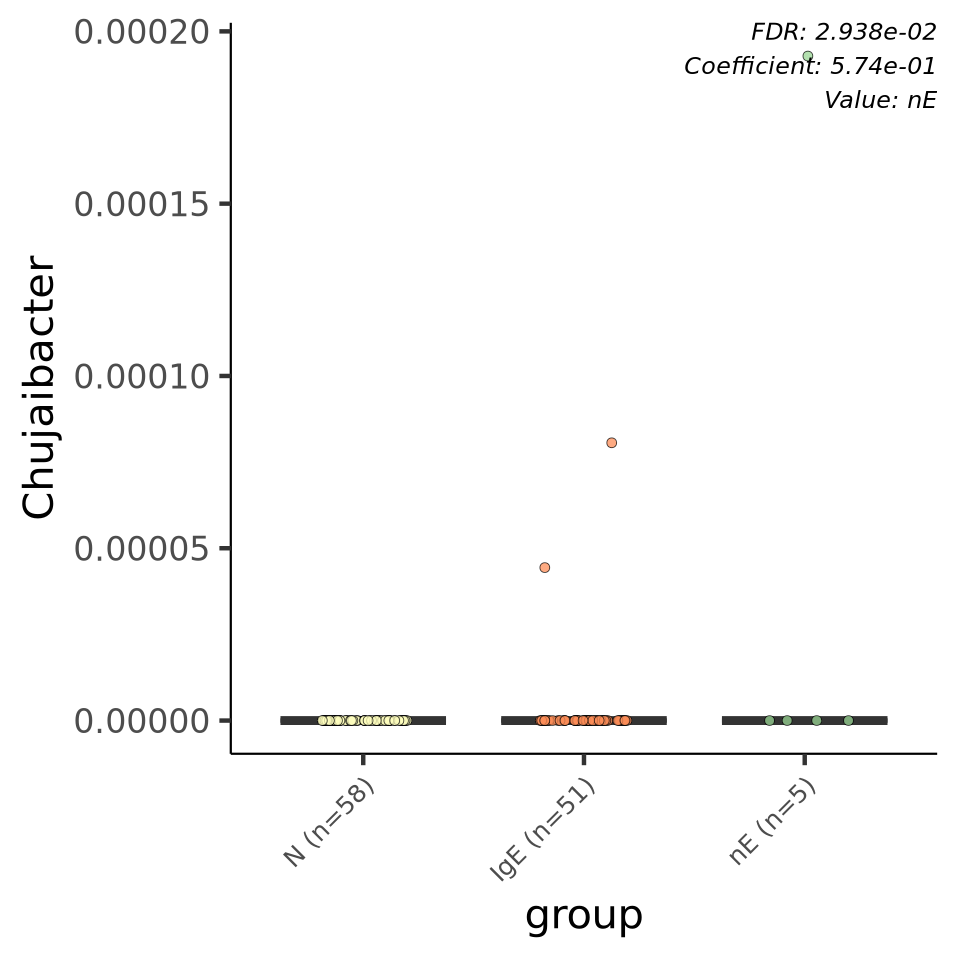 0.00020
0.00015
0.00010
0.00005
0.00000
Chujaibacter
FDR: 2.938e-02
Coefficient: 5.74e-01
Value: nE
N (n=58)
IgE (n=51)
nE (n=5)
group